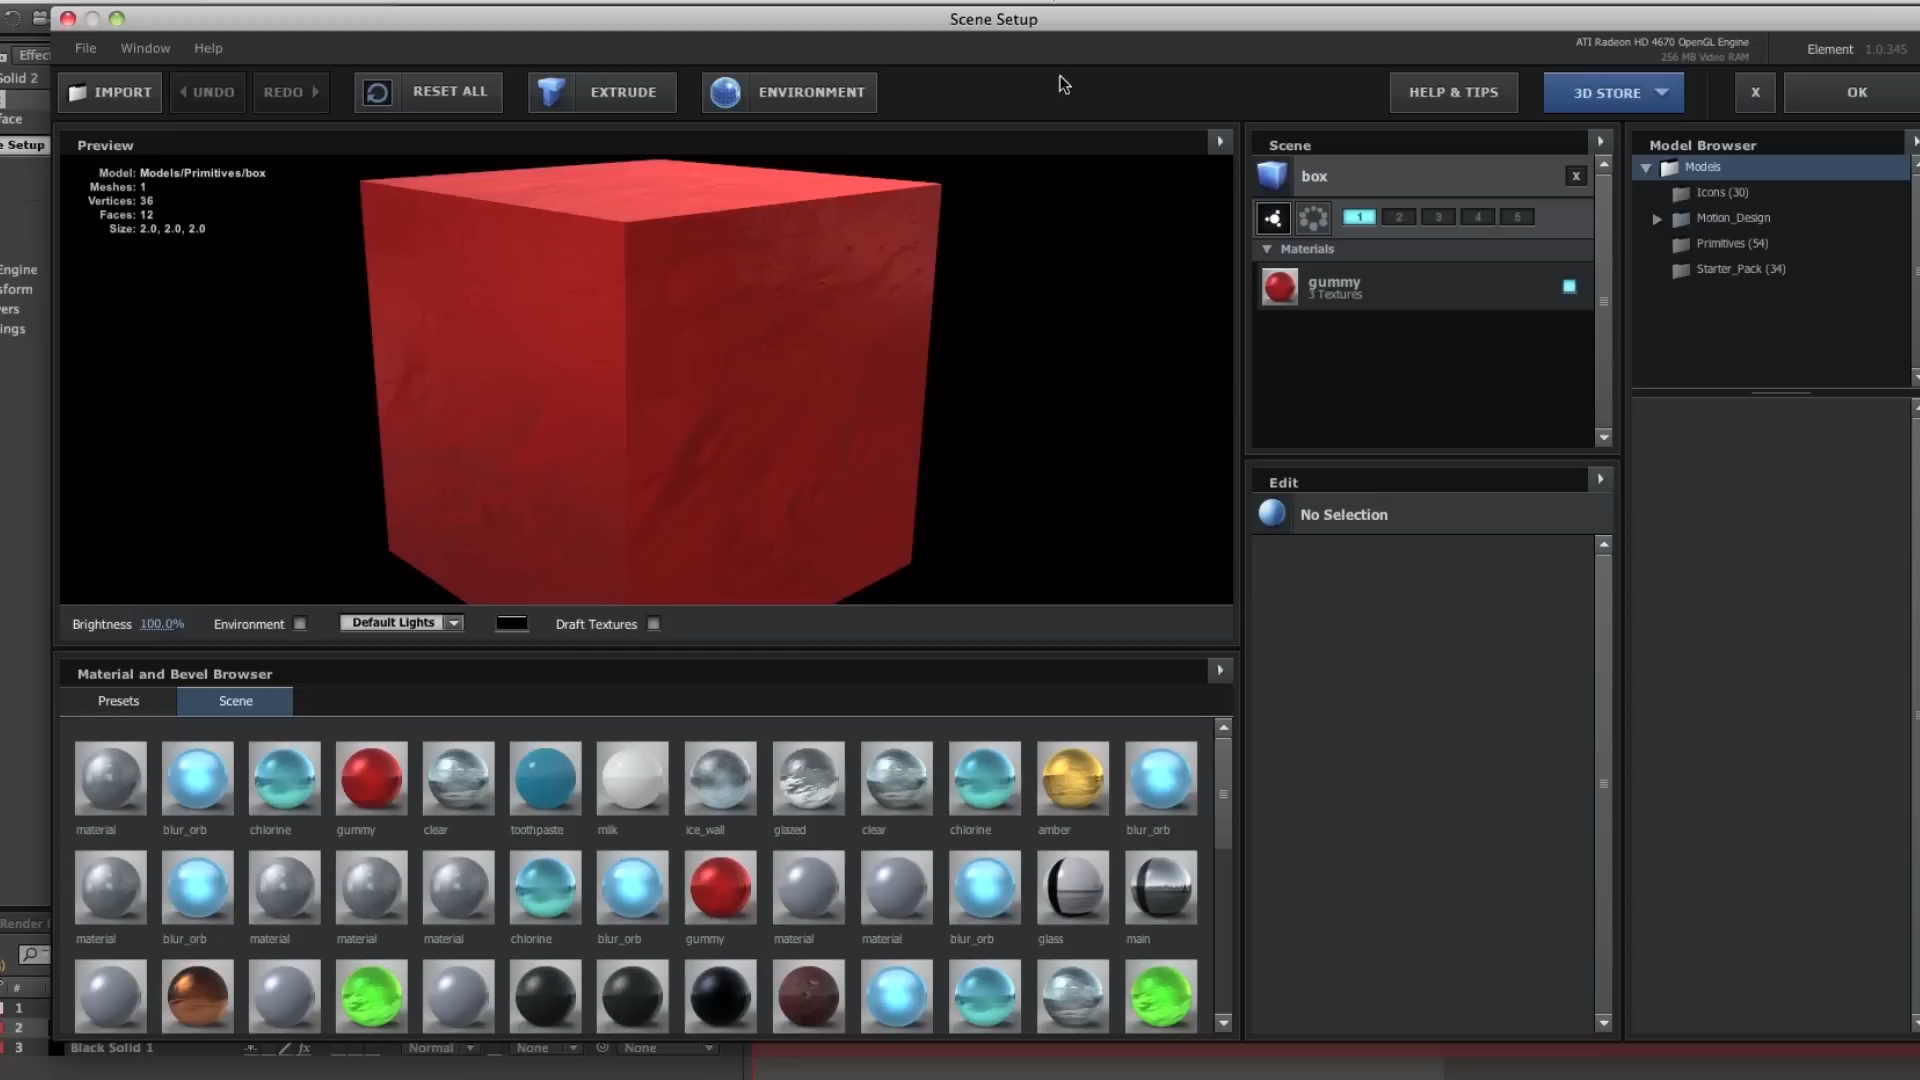 Scene Setup
File Window Help
ATI Radeon HD 4670 OpenGL Engine
256 MB Video RAM
Element 1.0.345
IMPORT UNDO REDO RESET ALL EXTRUDE ENVIRONMENT HELP & TIPS 3D STORE X OK
Effec
Solid 2
face
e Setup
Engine
sform
ers
ings
Preview
Model: Models/Primitives/box
Meshes: 1
Vertices: 36
Faces: 12
Size: 2.0, 2.0, 2.0
Brightness 100.0% Environment Default Lights Draft Textures
Scene
box X
1 2 3 4 5
Materials
gummy
3 Textures
Edit
No Selection
Model Browser
Models
Icons (30)
Motion_Design
Primitives (54)
Starter_Pack (34)
Material and Bevel Browser
Presets Scene
material blur_orb chlorine gummy clear toothpaste milk ice_wall glazed clear chlorine amber blur_orb
material blur_orb material material material chlorine blur_orb gummy material material blur_orb glass main
Render
#
1
2
3 Black Solid 1 fx Normal None None